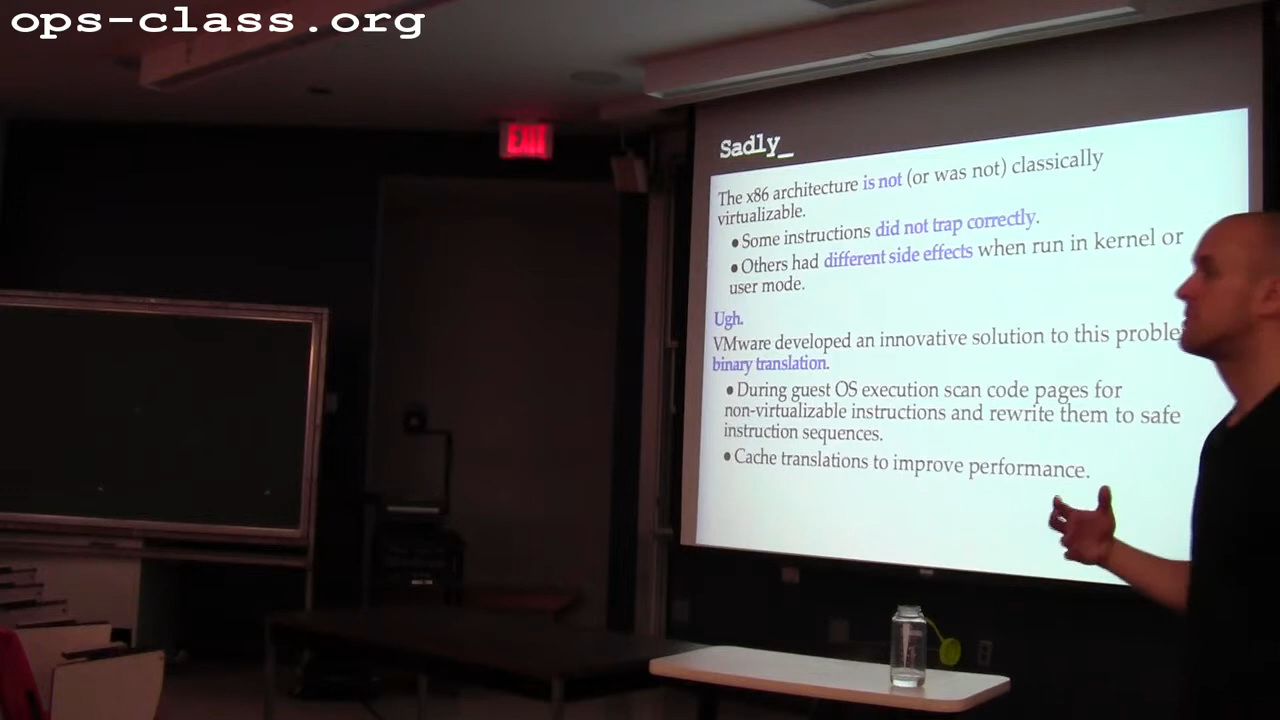 ops-class.org
EXIT
Sadly_
The x86 architecture is not (or was not) classically
virtualizable.
• Some instructions did not trap correctly.
• Others had different side effects when run in kernel or
user mode.
Ugh.
VMware developed an innovative solution to this
binary translation.
• During guest OS execution scan code pages for
non-virtualizable instructions and rewrite them to safe
instruction sequences.
• Cache translations to improve performance.